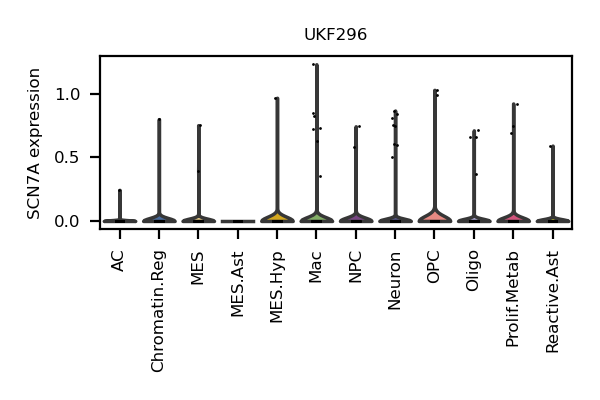 UKF296
SCN7A expression
1.0
0.5
0.0
AC
Chromatin.Reg
MES
MES.Ast
MES.Hyp
Mac
NPC
Neuron
OPC
Oligo
Prolif.Metab
Reactive.Ast